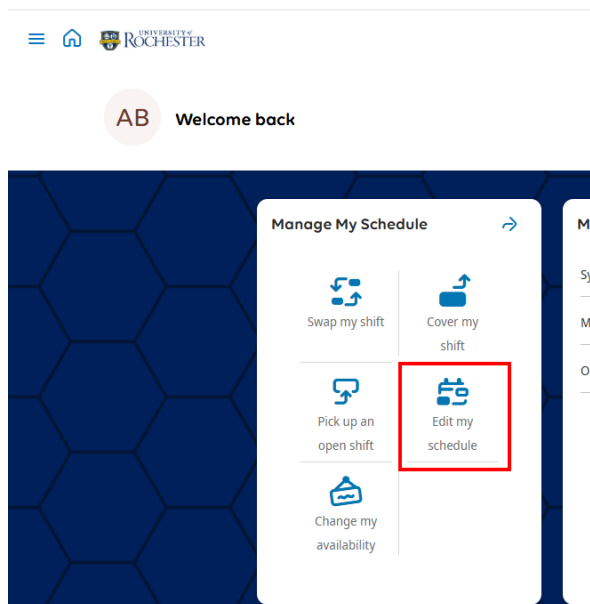 UNIVERSITY of
ROCHESTER
AB
Welcome back
Manage My Schedule
M
Swap my shift
Cover my
shift
Pick up an
open shift
Edit my
schedule
Change my
availability
Sy
M
O